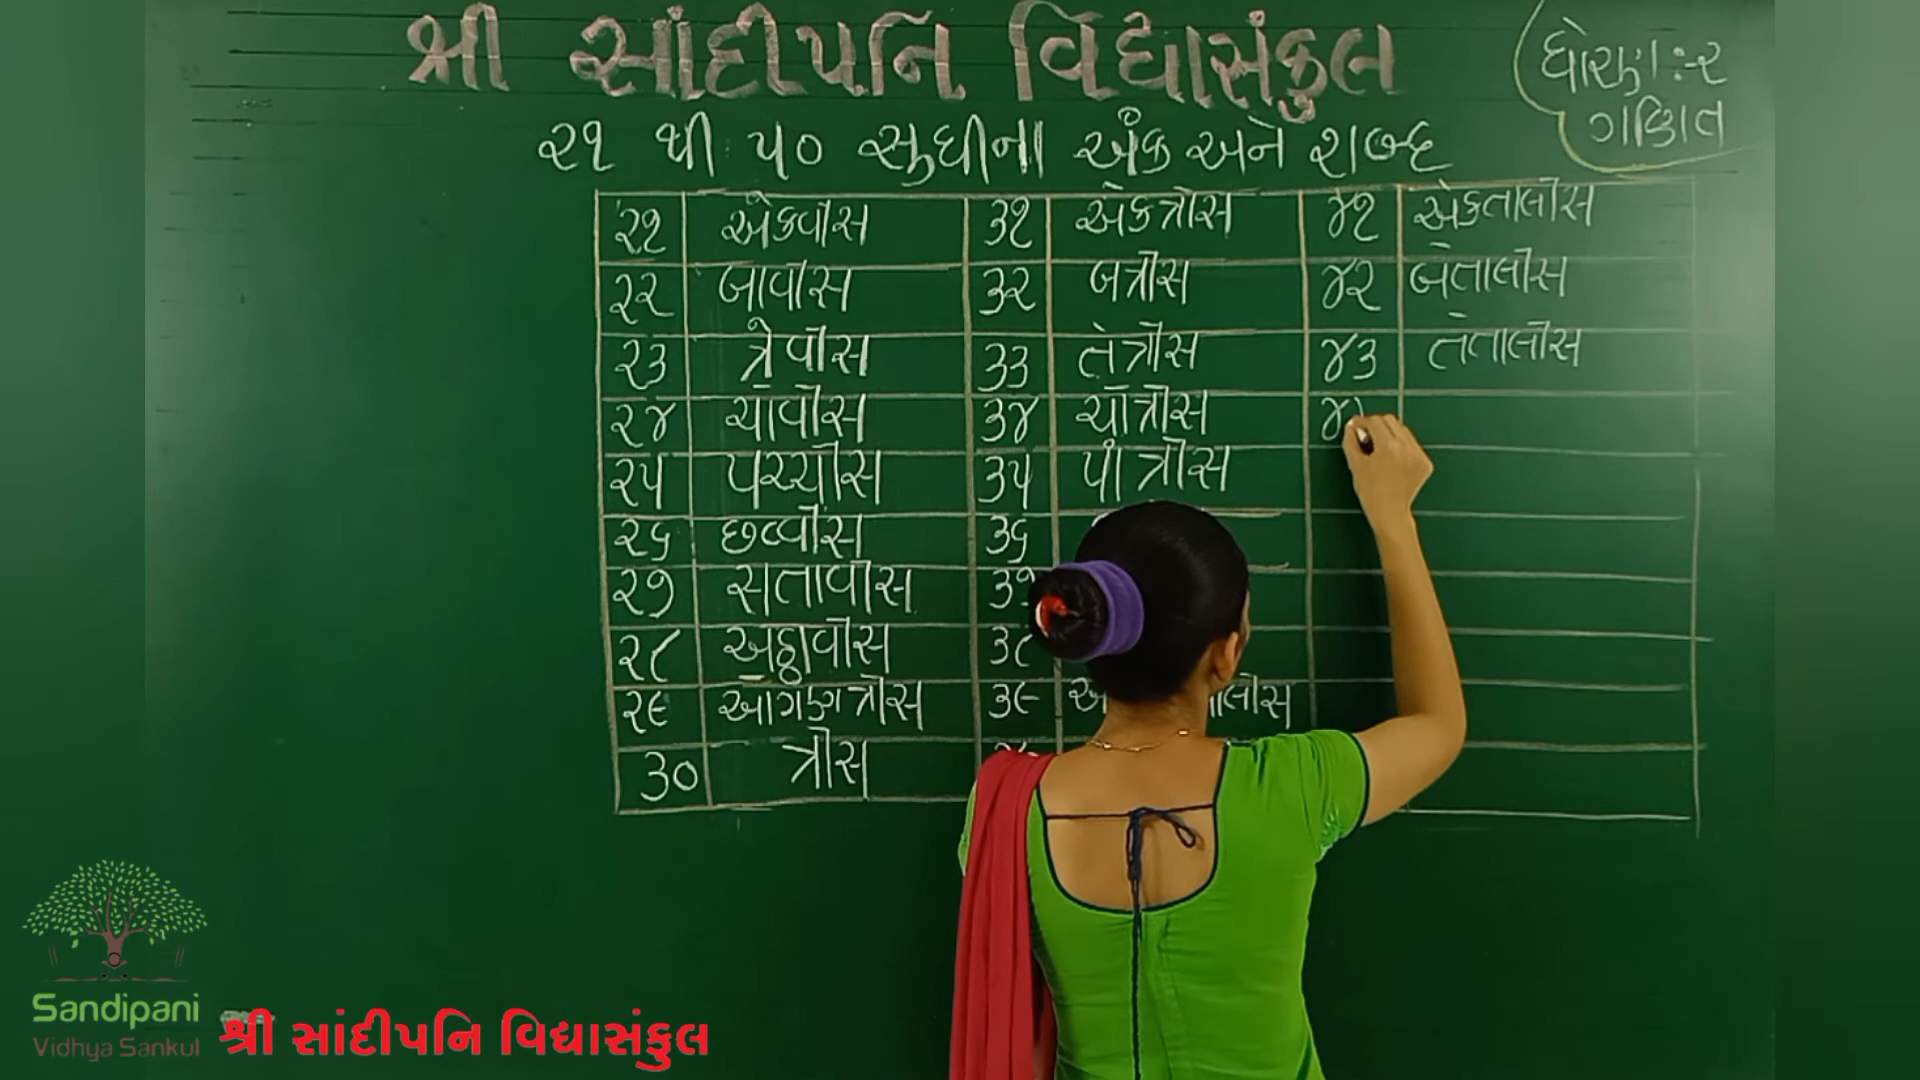 શ્રી સાંદીપનિ વિદ્યાસંકુલ
ધોરણ :-૨
ગણિત
૨૧ થી ૫૦ સુધીના અંક અને શબ્દ
૨૧ એકવીસ ૩૧ એકત્રીસ ૪૧ એકતાલીસ
૨૨ બાવીસ ૩૨ બત્રીસ ૪૨ બેતાલીસ
૨૩ ત્રેવીસ ૩૩ તેત્રીસ ૪૩ તેતાલીસ
૨૪ ચોવીસ ૩૪ ચોત્રીસ ૪
૨૫ પચ્ચીસ ૩૫ પાંત્રીસ
૨૬ છવ્વીસ ૩૬
૨૭ સતાવીસ ૩૭
૨૮ અઠ્ઠાવીસ ૩૮
૨૯ ઓગણત્રીસ ૩૯
૩૦ ત્રીસ
Sandipani
Vidhya Sankul
શ્રી સાંદીપનિ વિદ્યાસંકુલ